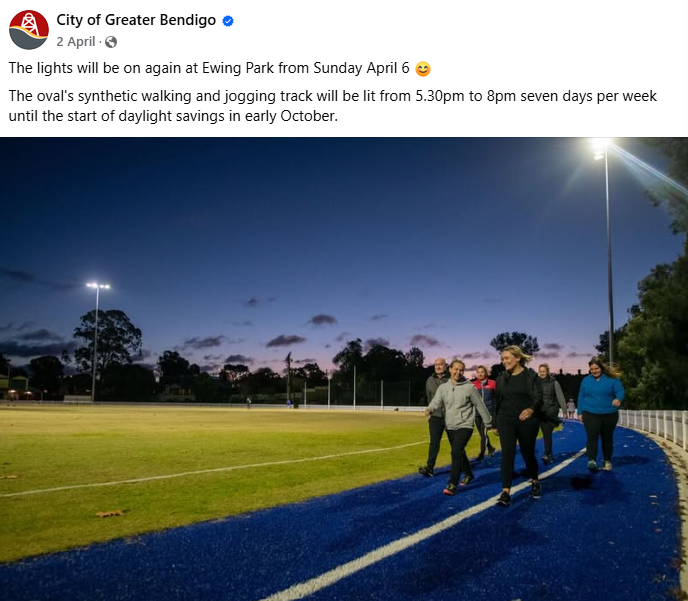 City of Greater Bendigo
2 April ·
The lights will be on again at Ewing Park from Sunday April 6 😊
The oval's synthetic walking and jogging track will be lit from 5.30pm to 8pm seven days per week
until the start of daylight savings in early October.